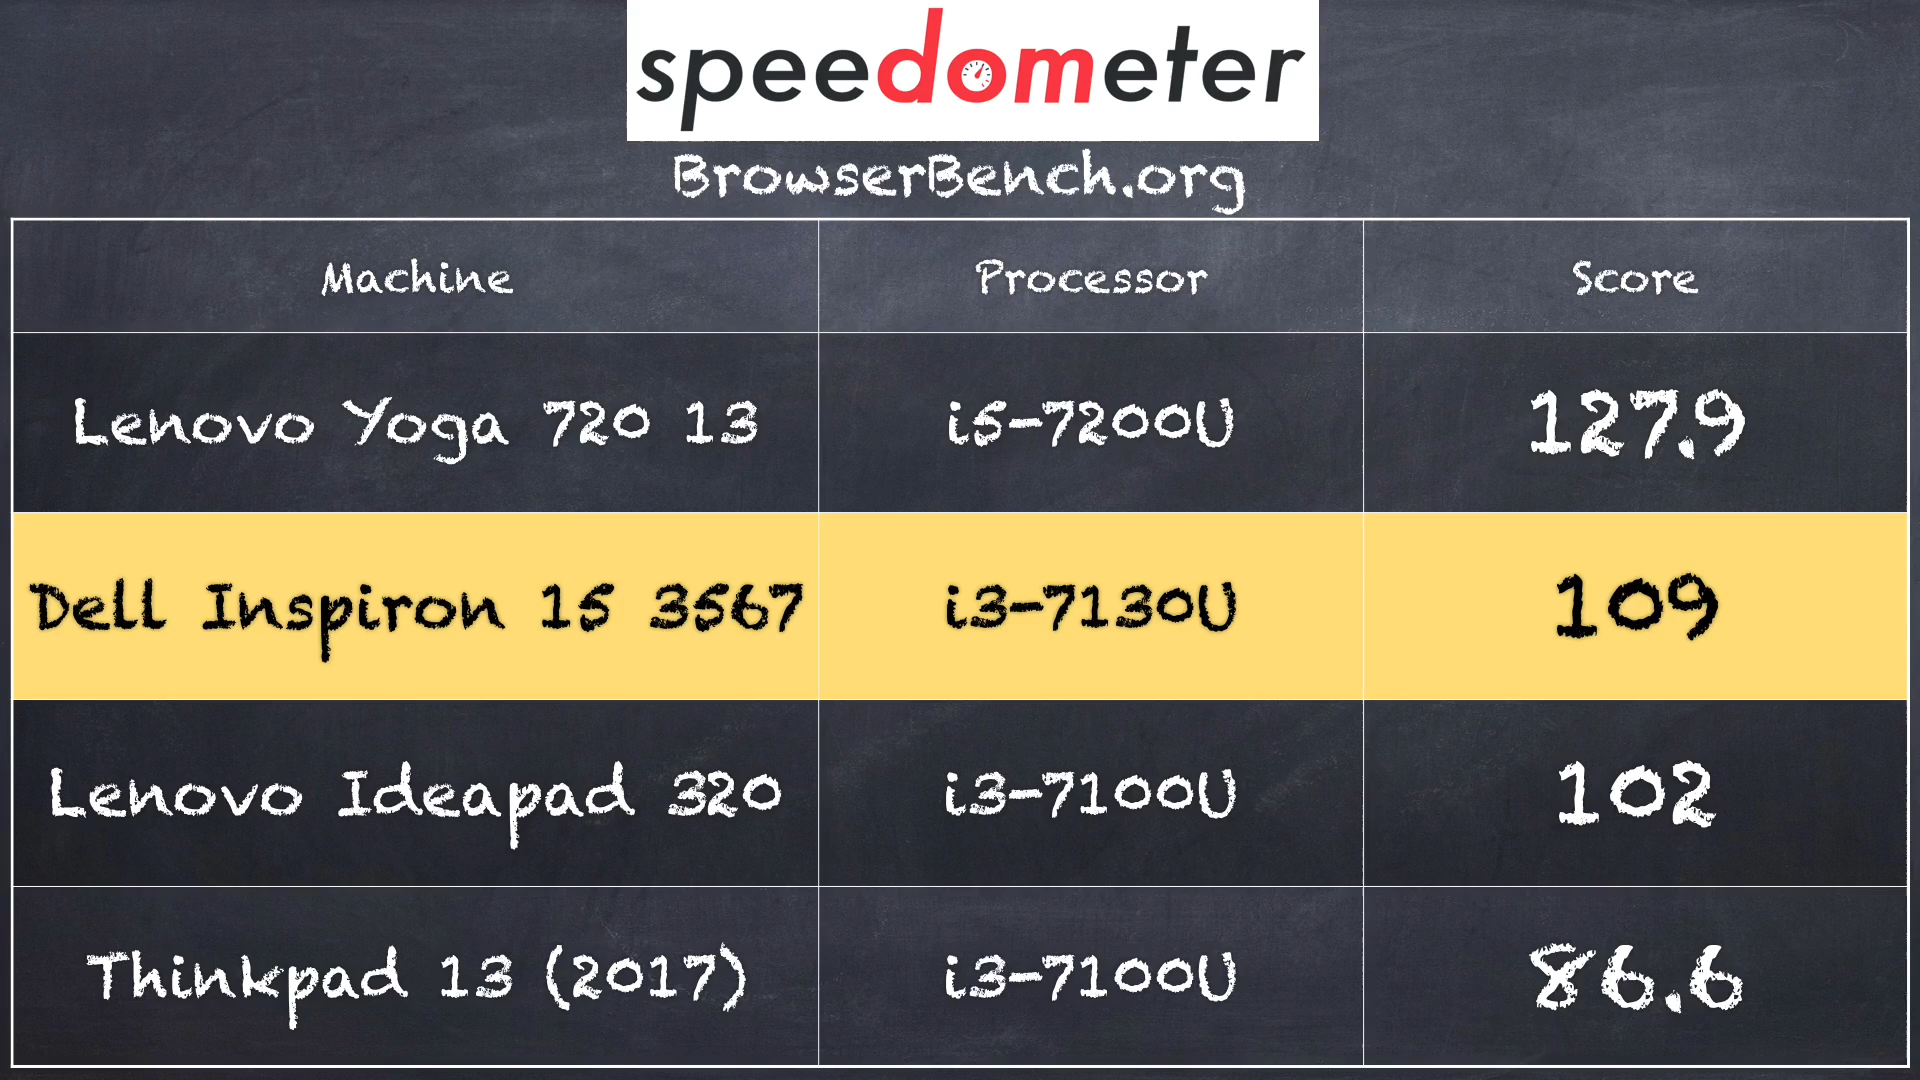 speedometer
BrowserBench.org
Machine Processor Score
Lenovo Yoga 720 13 i5-7200U 127.9
Dell Inspiron 15 3567 i3-7130U 109
Lenovo Ideapad 320 i3-7100U 102
Thinkpad 13 (2017) i3-7100U 86.6